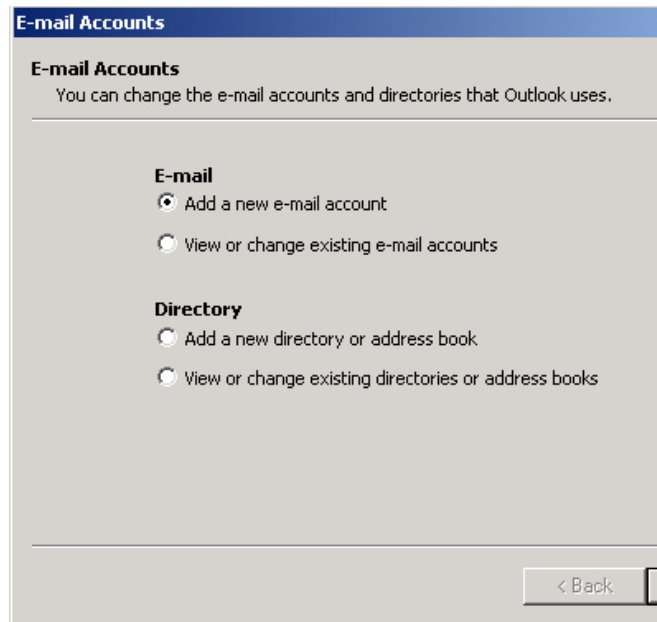 E-mail Accounts
E-mail Accounts
You can change the e-mail accounts and directories that Outlook uses.
E-mail
Add a new e-mail account
View or change existing e-mail accounts
Directory
Add a new directory or address book
View or change existing directories or address books
< Back